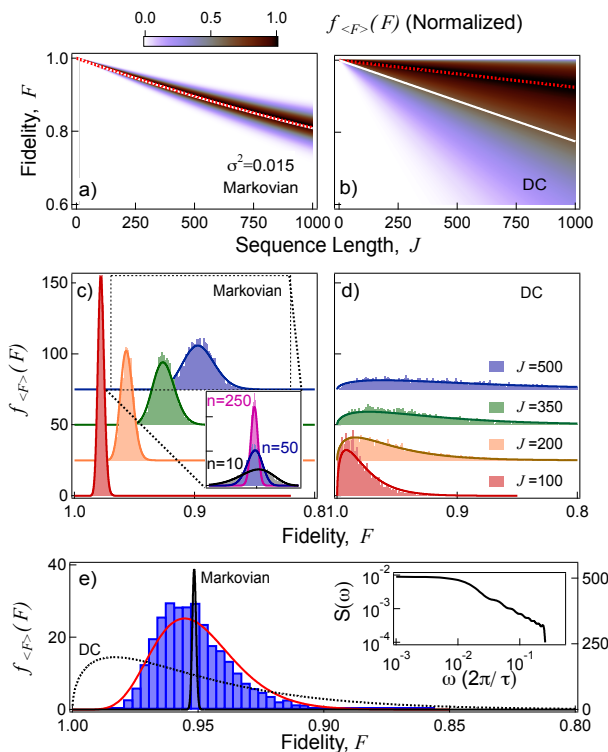 0.0 0.5 1.0 f<F>(F) (Normalized)
1.0
0.8
0.6
Fidelity, F
a)
σ²=0.015
Markovian
b)
DC
0 250 500 750 1000
0 250 500 750 1000
Sequence Length, J
150
100
50
0
f<F>(F)
c)
Markovian
n=250
n=50
n=10
d)
DC
J=500
J=350
J=200
J=100
1.0 0.9 0.8
1.0 0.9 0.8
Fidelity, F
40
20
0
f<F>(F)
e)
Markovian
DC
S(ω)
10⁻²
10⁻⁴
10⁻³ 10⁻² 10⁻¹
ω (2π/τ)
500
250
0
1.00 0.95 0.90 0.85 0.80
Fidelity, F